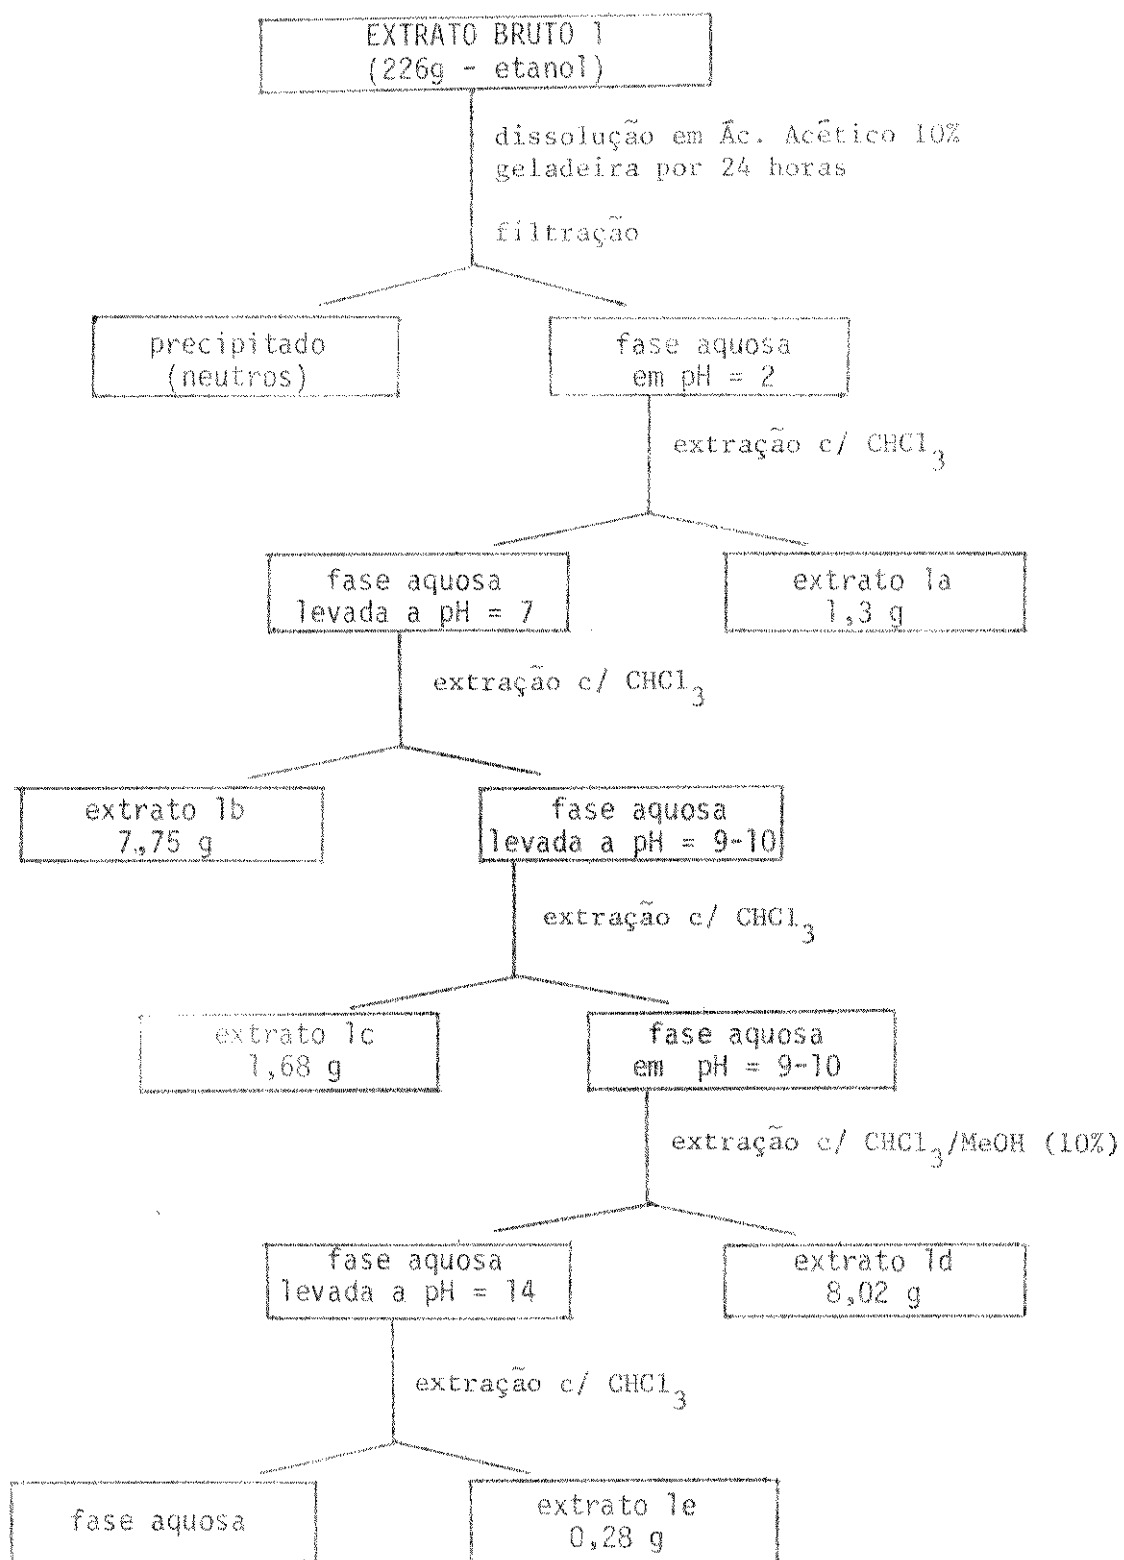 EXTRATO BRUTO 1
(226g - etanol)
dissolução em Ác. Acético 10%
geladeira por 24 horas
filtração
precipitado
(neutros)
fase aquosa
em pH = 2
extração c/ CHCl3
fase aquosa
levada a pH = 7
extrato 1a
1,3 g
extração c/ CHCl3
extrato 1b
7,75 g
fase aquosa
levada a pH = 9-10
extração c/ CHCl3
extrato 1c
1,68 g
fase aquosa
em pH = 9-10
extração c/ CHCl3/MeOH (10%)
fase aquosa
levada a pH = 14
extrato 1d
8,02 g
extração c/ CHCl3
fase aquosa
extrato 1e
0,28 g